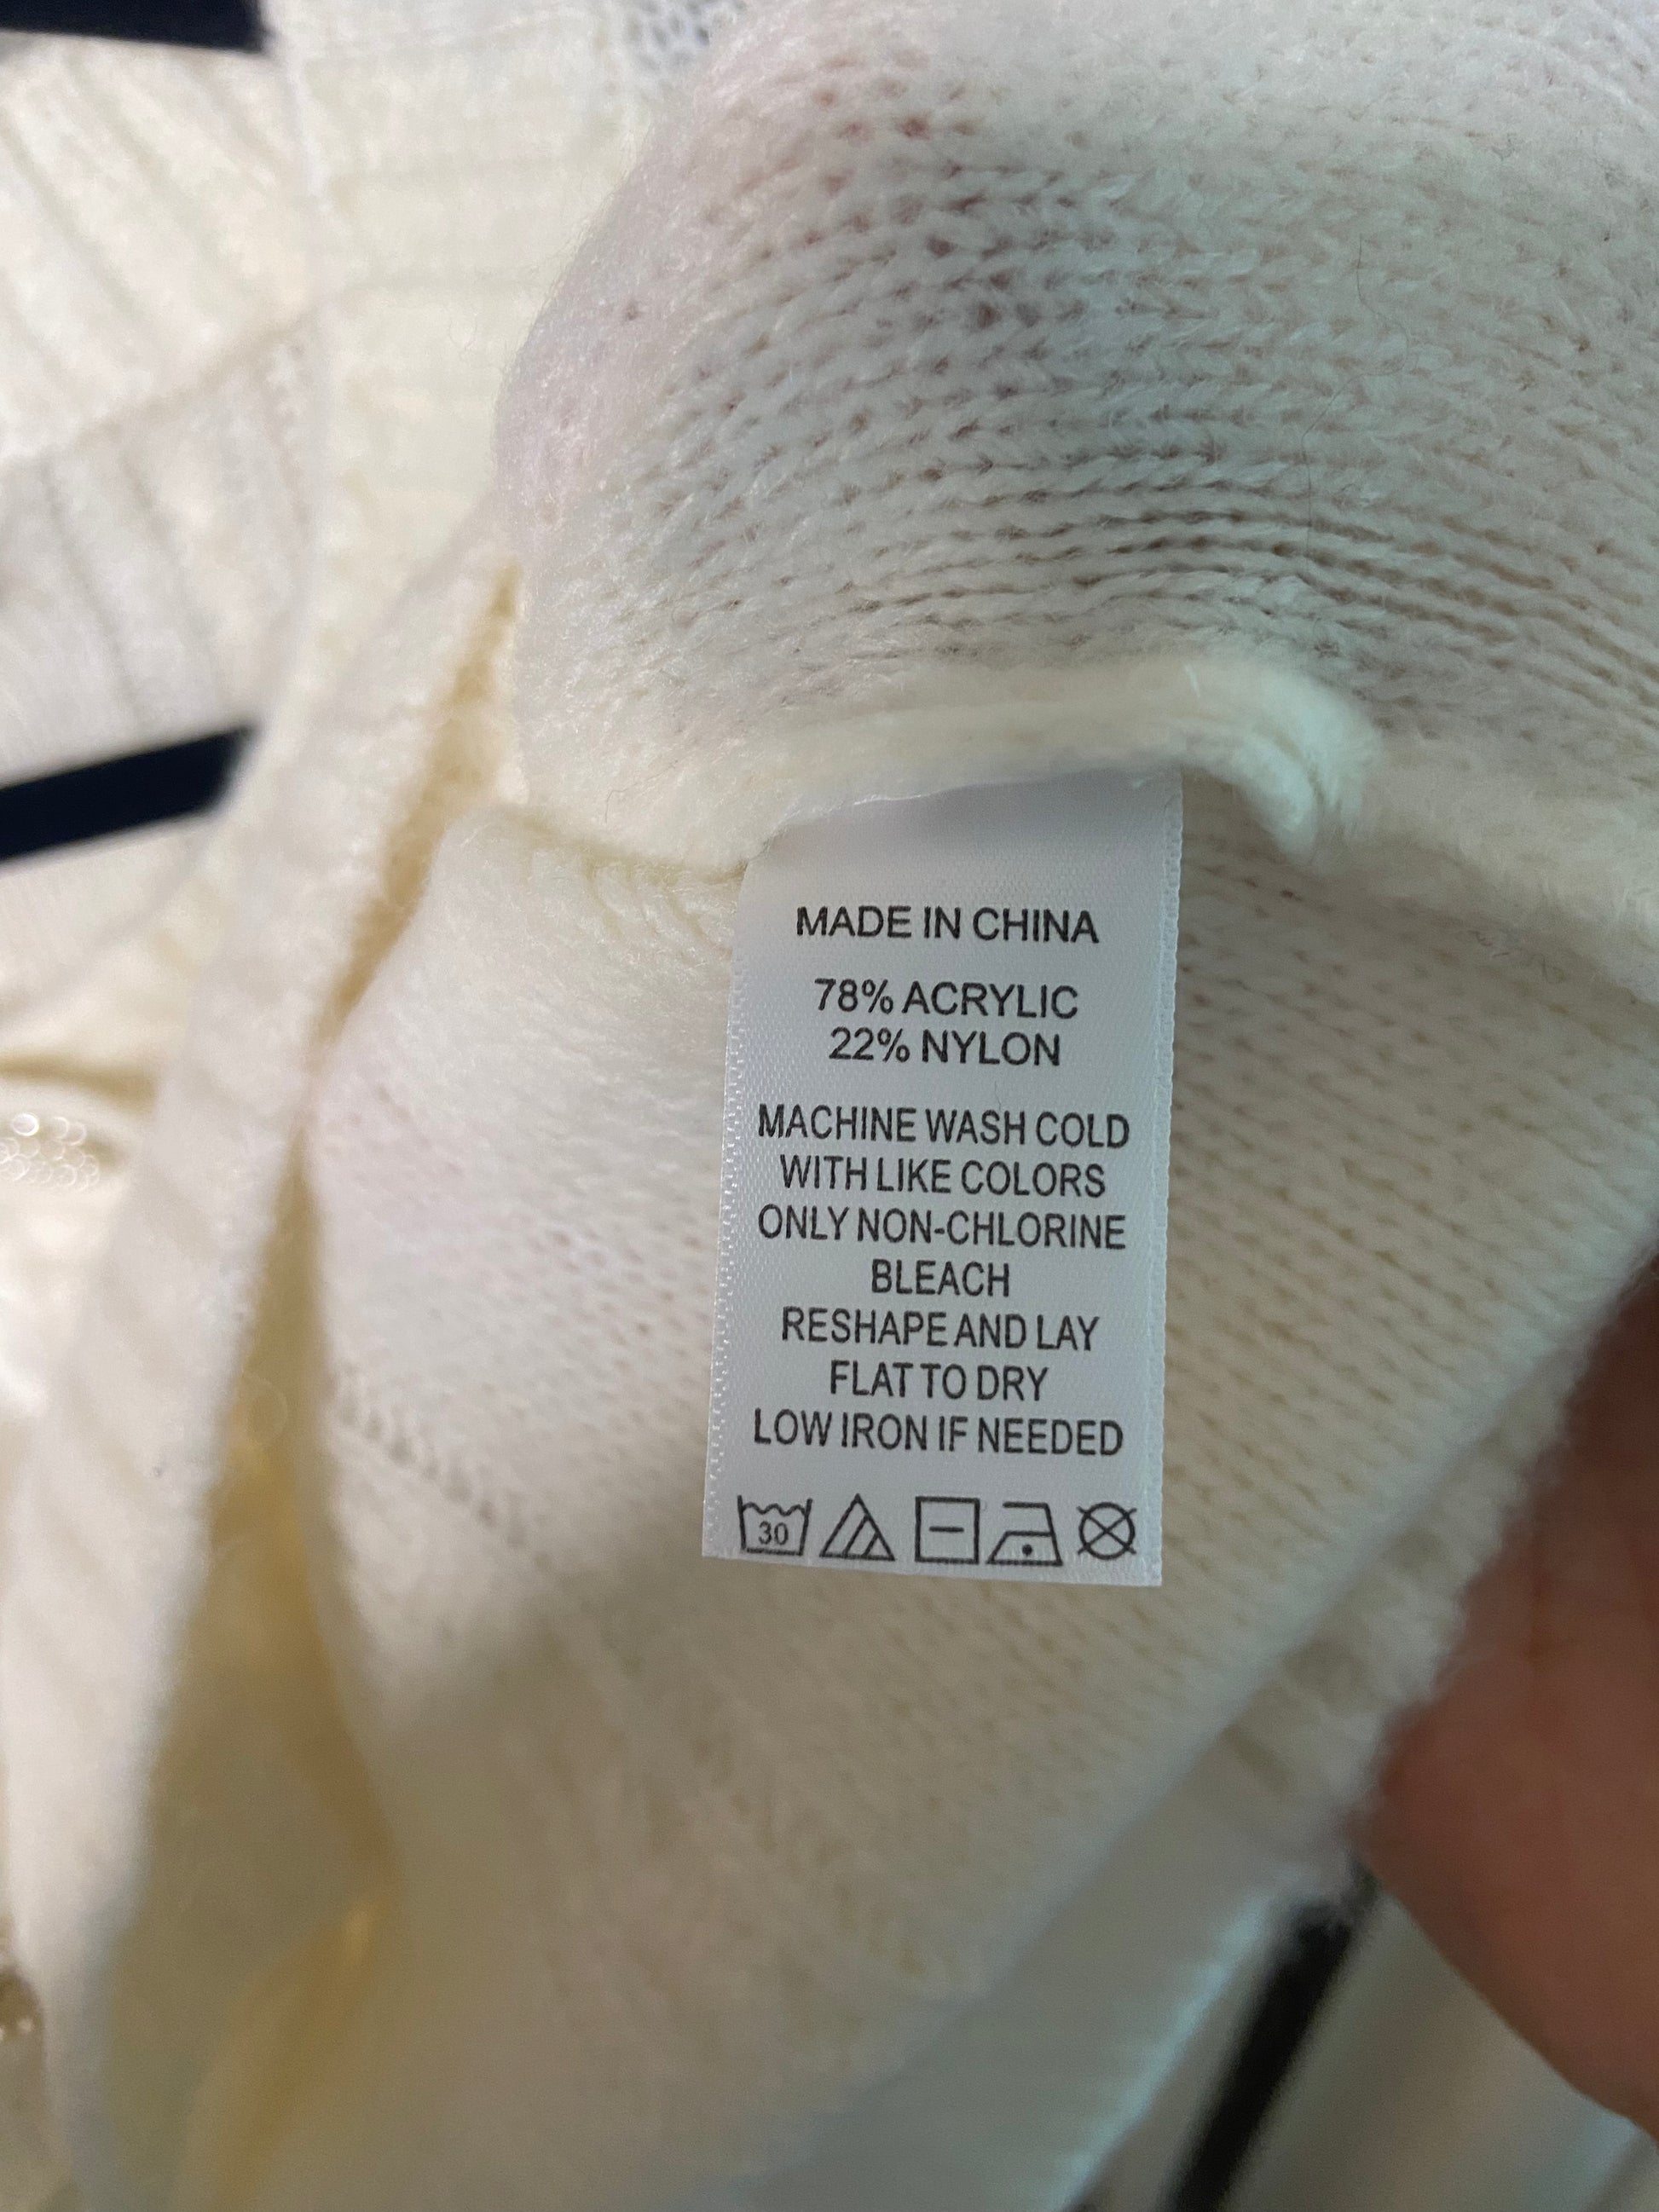 MADE IN CHINA
78% ACRYLIC
22% NYLON
MACHINE WASH COLD
WITH LIKE COLORS
ONLY NON-CHLORINE
BLEACH
RESHAPE AND LAY
FLAT TO DRY
LOW IRON IF NEEDED
30